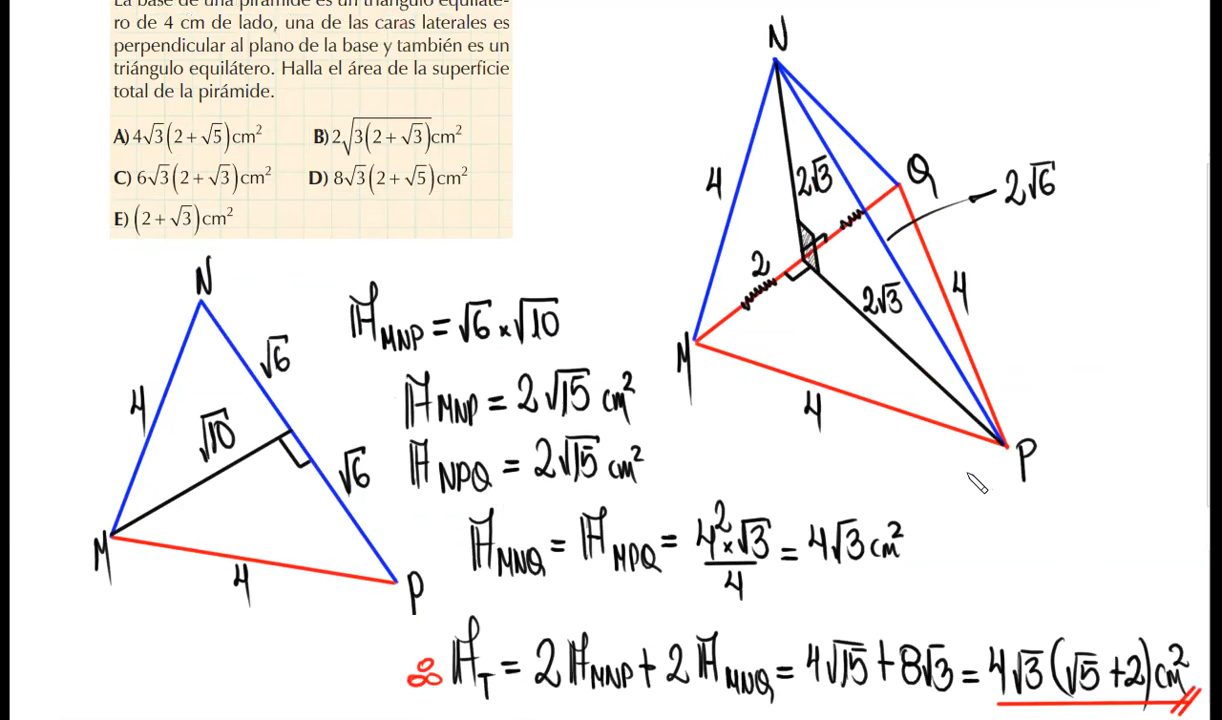 La base de una pirámide es un triángulo equiláte-
ro de 4 cm de lado, una de las caras laterales es
perpendicular al plano de la base y también es un
triángulo equilátero. Halla el área de la superficie
total de la pirámide.
A) 4√3(2 + √5)cm²
B) 2√(3(2 + √3))cm²
C) 6√3(2 + √3)cm²
D) 8√3(2 + √5)cm²
E) (2 + √3)cm²
N
4
2√3
Q
2√6
2
2√3
4
M
4
P
N
√6
4
√10
√6
M
4
P
A_MNP = √6 × √10
A_MNP = 2√15 cm²
A_NPQ = 2√15 cm²
A_MNQ = A_MPQ = (4² × √3)/4 = 4√3 cm²
A_T = 2A_MNP + 2A_MNQ = 4√15 + 8√3 = 4√3(√5 + 2)cm²